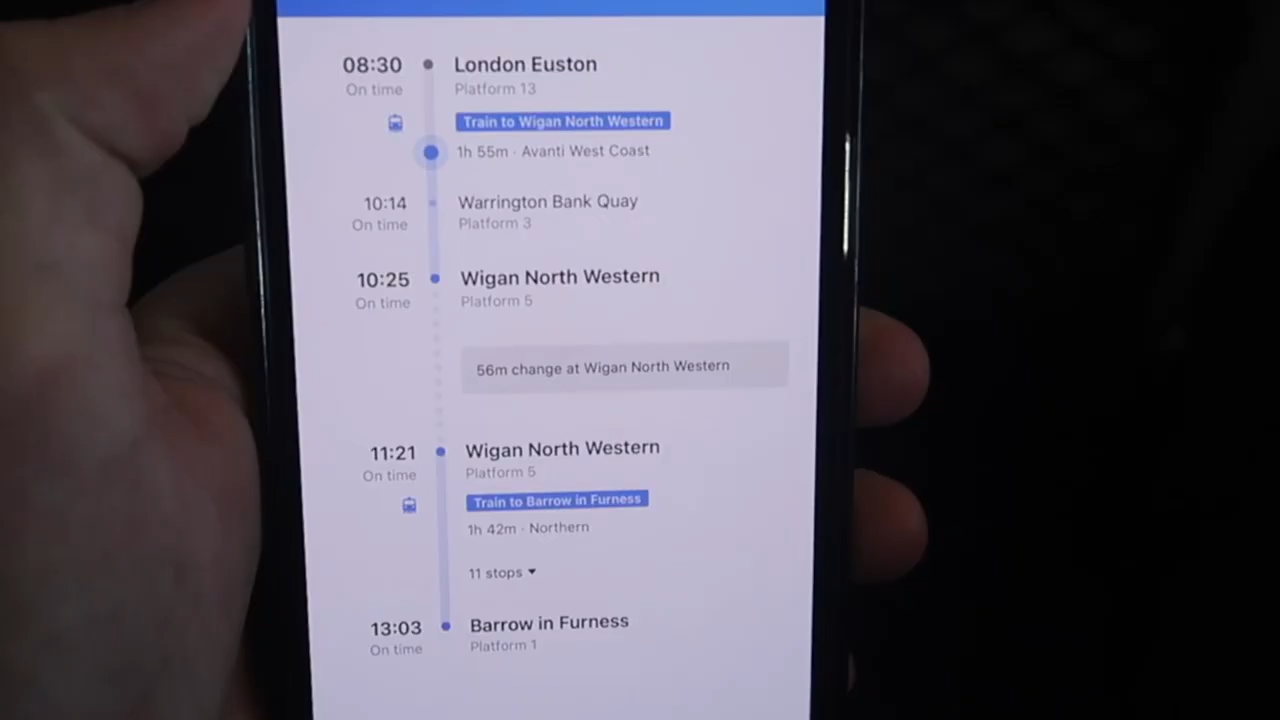 08:30 London Euston
On time Platform 13
Train to Wigan North Western
1h 55m · Avanti West Coast
10:14 Warrington Bank Quay
On time Platform 3
10:25 Wigan North Western
On time Platform 5
56m change at Wigan North Western
11:21 Wigan North Western
On time Platform 5
Train to Barrow in Furness
1h 42m · Northern
11 stops
13:03 Barrow in Furness
On time Platform 1